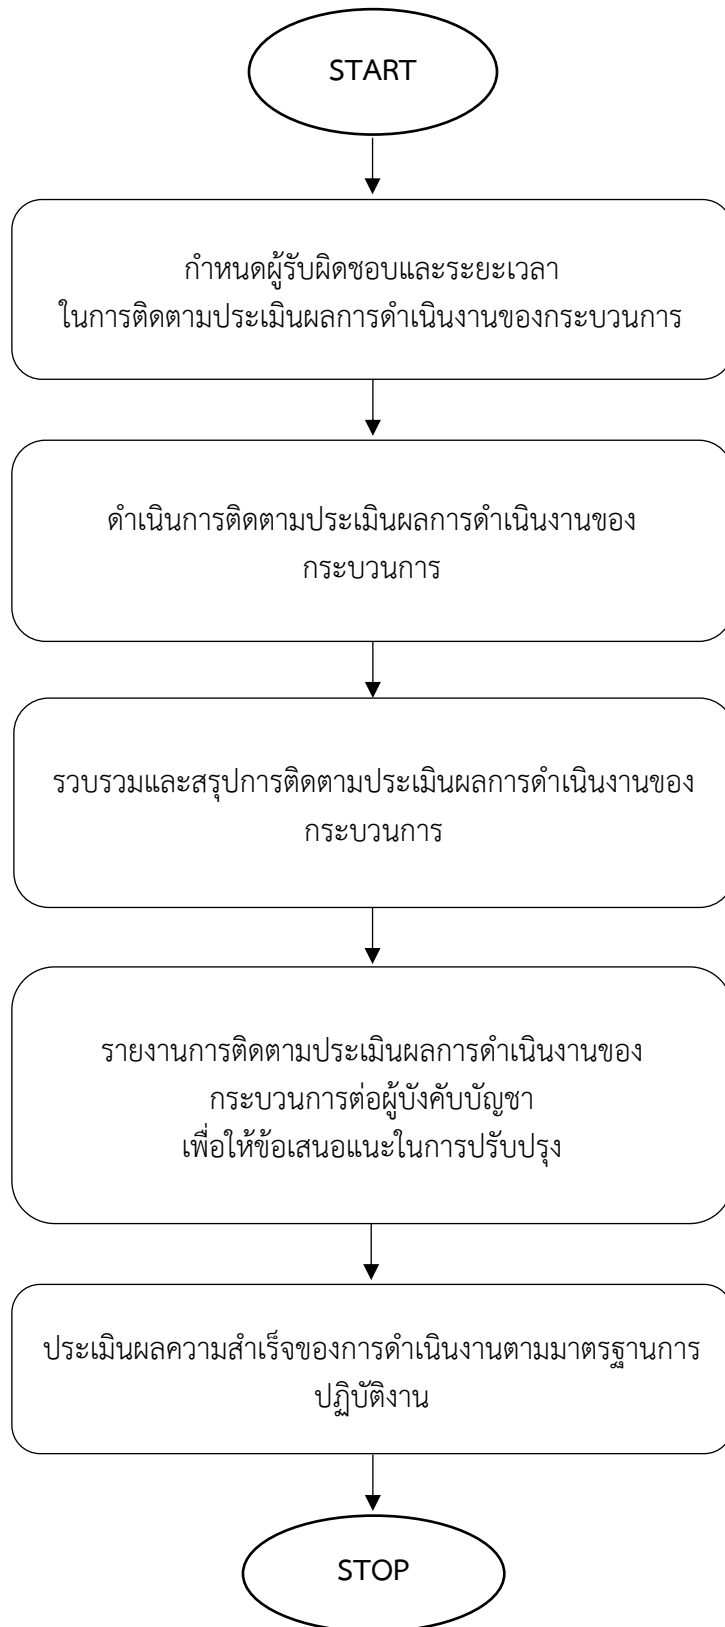 START
กำหนดผู้รับผิดชอบและระยะเวลา
ในการติดตามประเมินผลการดำเนินงานของกระบวนการ
ดำเนินการติดตามประเมินผลการดำเนินงานของ
กระบวนการ
รวบรวมและสรุปการติดตามประเมินผลการดำเนินงานของ
กระบวนการ
รายงานการติดตามประเมินผลการดำเนินงานของ
กระบวนการต่อผู้บังคับบัญชา
เพื่อให้ข้อเสนอแนะในการปรับปรุง
ประเมินผลความสำเร็จของการดำเนินงานตามมาตรฐานการ
ปฏิบัติงาน
STOP